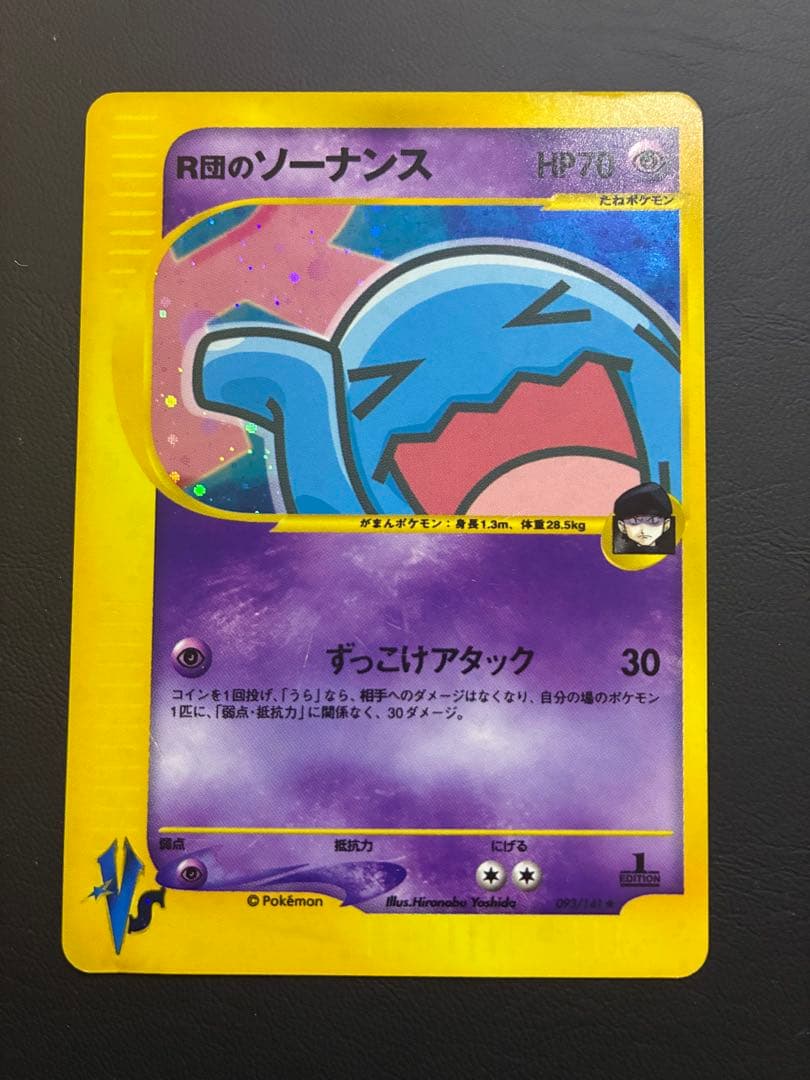 R団のソーナンス HP70
たねポケモン
がまんポケモン：身長1.3m、体重28.5kg
ずっこけアタック 30
コインを1回投げ、「うら」なら、相手へのダメージはなくなり、自分の場のポケモン
1匹に、「弱点・抵抗力」に関係なく、30ダメージ。
弱点 抵抗力 にげる
1
EDITION
VS
©Pokémon Illus.Hironobu Yoshida 093/141★